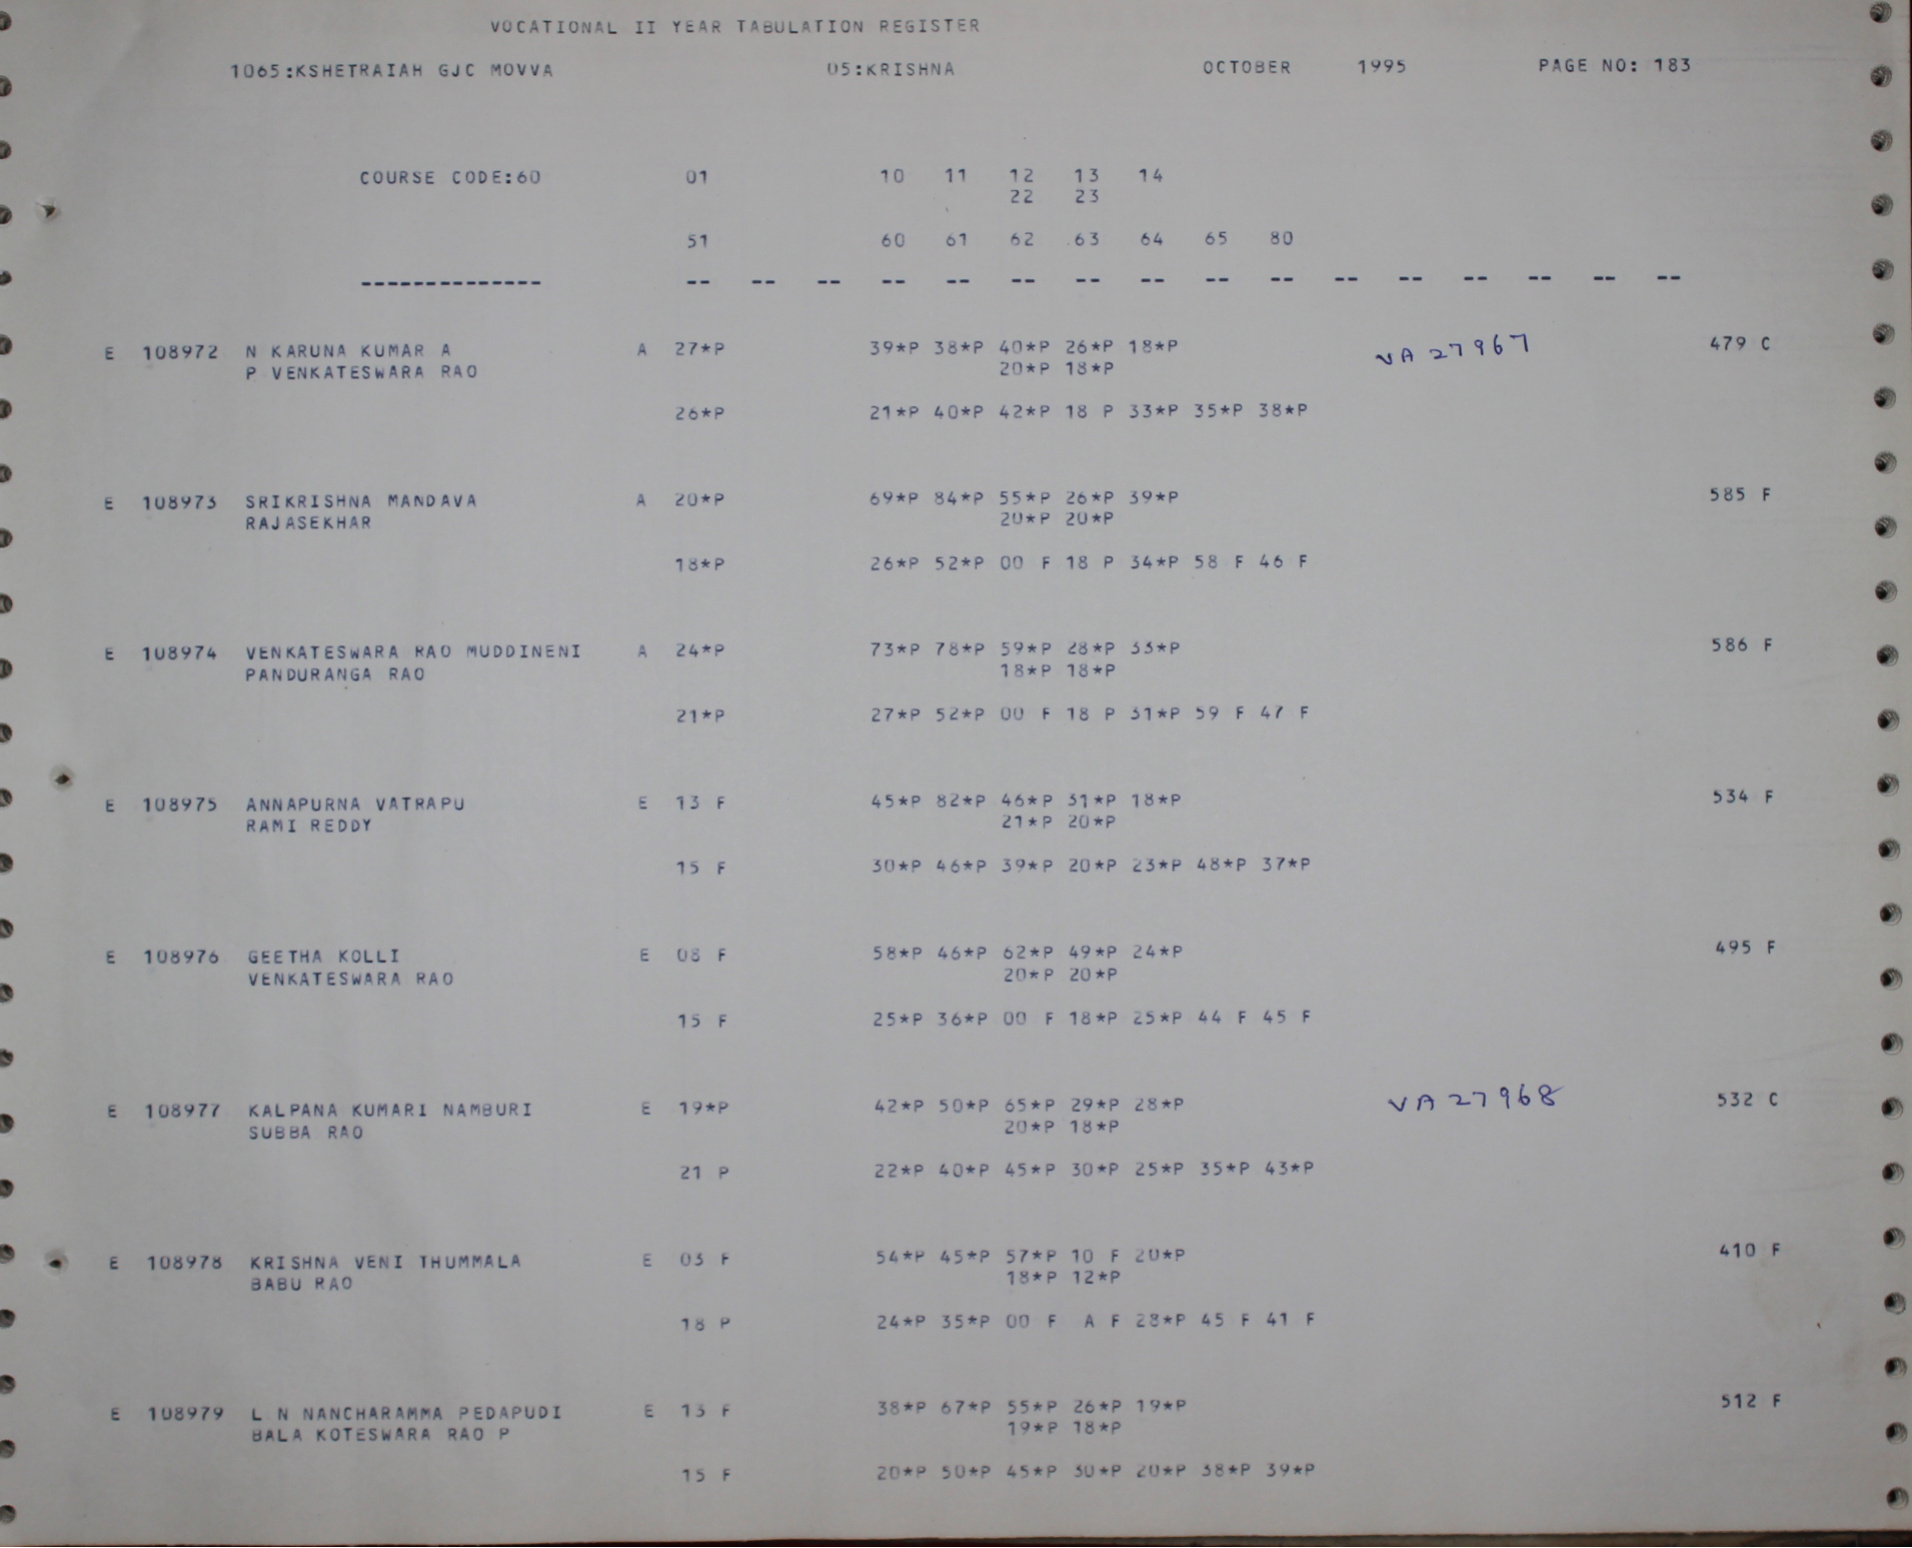 VOCATIONAL II YEAR TABULATION REGISTER
1065:KSHETRAIAH GJC MOVVA 05:KRISHNA OCTOBER 1995 PAGE NO: 183
COURSE CODE:60 01 10 11 12 13 14
22 23
51 60 61 62 63 64 65 80
-------------- -- -- -- -- -- -- -- -- -- -- -- -- -- -- -- --
E 108972 N KARUNA KUMAR A A 27*P 39*P 38*P 40*P 26*P 18*P VA 27967 479 C
P VENKATESWARA RAO 20*P 18*P
26*P 21*P 40*P 42*P 18 P 33*P 35*P 38*P
E 108973 SRIKRISHNA MANDAVA A 20*P 69*P 84*P 55*P 26*P 39*P 585 F
RAJASEKHAR 20*P 20*P
18*P 26*P 52*P 00 F 18 P 34*P 58 F 46 F
E 108974 VENKATESWARA RAO MUDDINENI A 24*P 73*P 78*P 59*P 28*P 33*P 586 F
PANDURANGA RAO 18*P 18*P
21*P 27*P 52*P 00 F 18 P 31*P 59 F 47 F
E 108975 ANNAPURNA VATRAPU E 13 F 45*P 82*P 46*P 31*P 18*P 534 F
RAMI REDDY 21*P 20*P
15 F 30*P 46*P 39*P 20*P 23*P 48*P 37*P
E 108976 GEETHA KOLLI E 08 F 58*P 46*P 62*P 49*P 24*P 495 F
VENKATESWARA RAO 20*P 20*P
15 F 25*P 36*P 00 F 18*P 25*P 44 F 45 F
E 108977 KALPANA KUMARI NAMBURI E 19*P 42*P 50*P 65*P 29*P 28*P VA 27968 532 C
SUBBA RAO 20*P 18*P
21 P 22*P 40*P 45*P 30*P 25*P 35*P 43*P
E 108978 KRISHNA VENI THUMMALA E 03 F 54*P 45*P 57*P 10 F 20*P 410 F
BABU RAO 18*P 12*P
18 P 24*P 35*P 00 F A F 28*P 45 F 41 F
E 108979 L N NANCHARAMMA PEDAPUDI E 13 F 38*P 67*P 55*P 26*P 19*P 512 F
BALA KOTESWARA RAO P 19*P 18*P
15 F 20*P 50*P 45*P 30*P 20*P 38*P 39*P